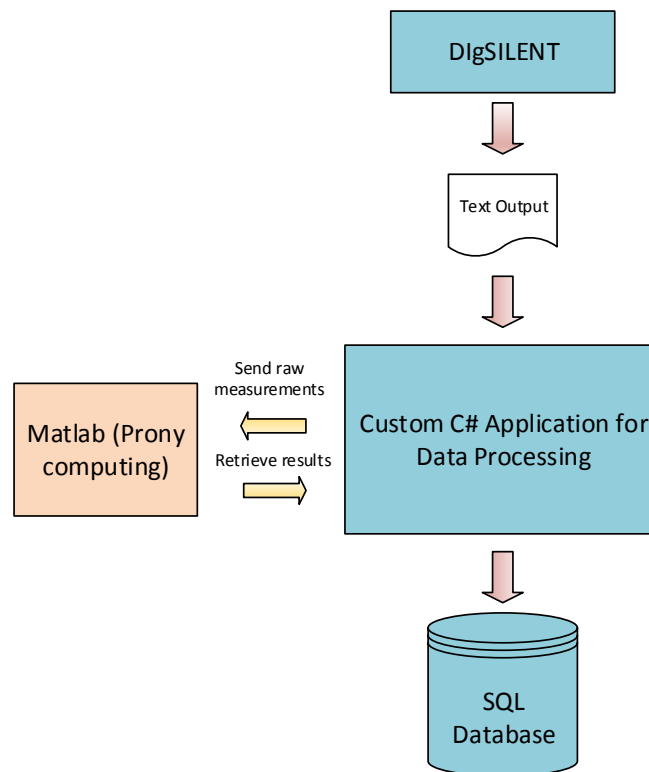 DIgSILENT
Text Output
Send raw
measurements
Matlab (Prony
computing)
Retrieve results
Custom C# Application for
Data Processing
SQL
Database